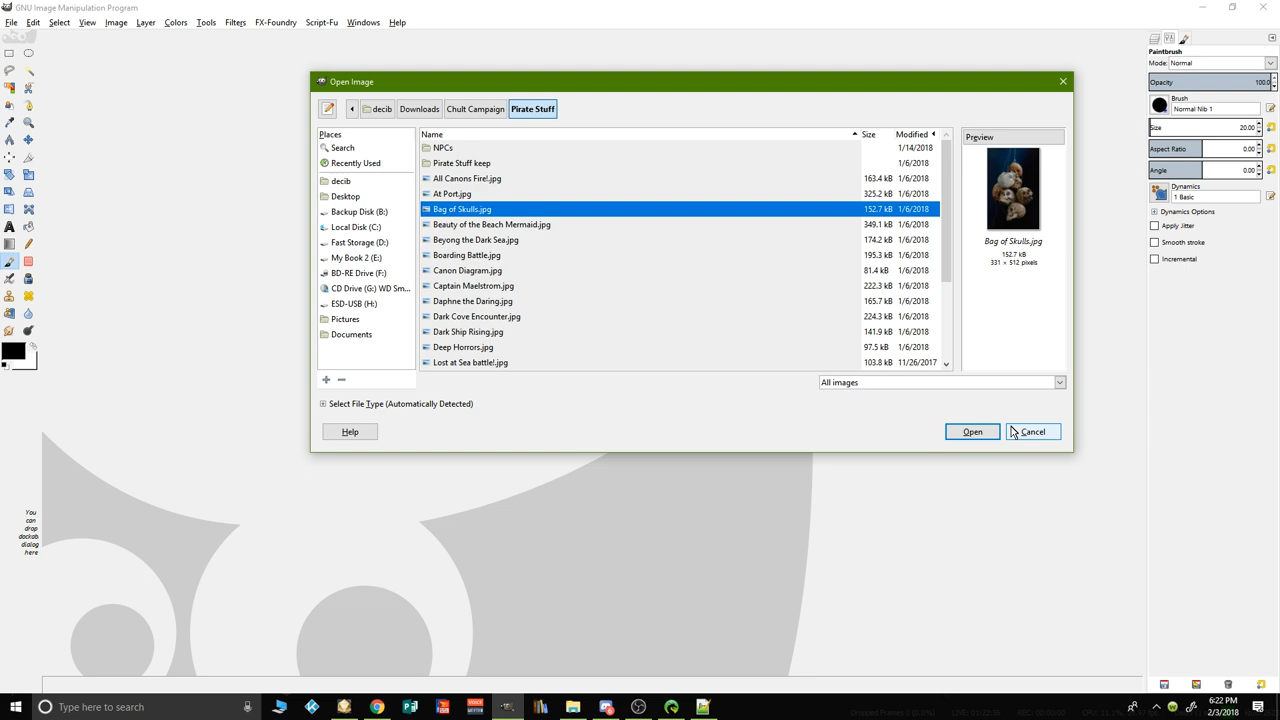 GNU Image Manipulation Program
File Edit Select View Image Layer Colors Tools Filters FX-Foundry Script-Fu Windows Help
Open Image
decib Downloads Chult Campaign Pirate Stuff
Places
Search
Recently Used
decib
Desktop
Backup Disk (B:)
Local Disk (C:)
Fast Storage (D:)
My Book 2 (E:)
BD-RE Drive (F:)
CD Drive (G:) WD Sm...
ESD-USB (H:)
Pictures
Documents
Name Size Modified
NPCs 1/14/2018
Pirate Stuff keep 1/6/2018
All Canons Fire!.jpg 163.4 kB 1/6/2018
At Port.jpg 325.2 kB 1/6/2018
Bag of Skulls.jpg 152.7 kB 1/6/2018
Beauty of the Beach Mermaid.jpg 349.1 kB 1/6/2018
Beyong the Dark Sea.jpg 174.2 kB 1/6/2018
Boarding Battle.jpg 195.3 kB 1/6/2018
Canon Diagram.jpg 81.4 kB 1/6/2018
Captain Maelstrom.jpg 222.3 kB 1/6/2018
Daphne the Daring.jpg 165.7 kB 1/6/2018
Dark Cove Encounter.jpg 224.3 kB 1/6/2018
Dark Ship Rising.jpg 141.9 kB 1/6/2018
Deep Horrors.jpg 97.5 kB 1/6/2018
Lost at Sea battle!.jpg 103.8 kB 11/26/2017
Preview
Bag of Skulls.jpg
152.7 kB
331 × 512 pixels
All images
Select File Type (Automatically Detected)
Help Open Cancel
Paintbrush
Mode: Normal
Opacity 100.0
Brush
Normal Nib 1
Size 20.00
Aspect Ratio 0.00
Angle 0.00
Dynamics
1 Basic
Dynamics Options
Apply Jitter
Smooth stroke
Incremental
You
can
drop
dockab
dialog
here
Type here to search
6:22 PM
2/3/2018